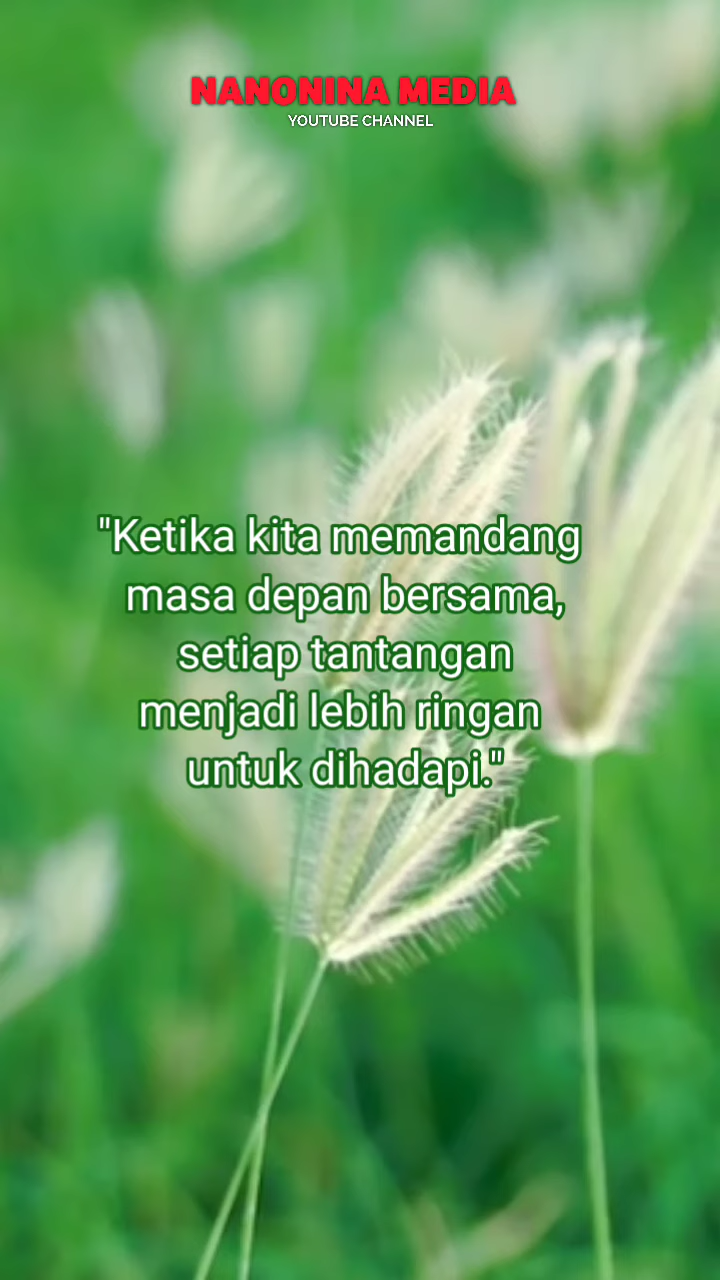 NANONINA MEDIA
YOUTUBE CHANNEL
"Ketika kita memandang
masa depan bersama,
setiap tantangan
menjadi lebih ringan
untuk dihadapi."